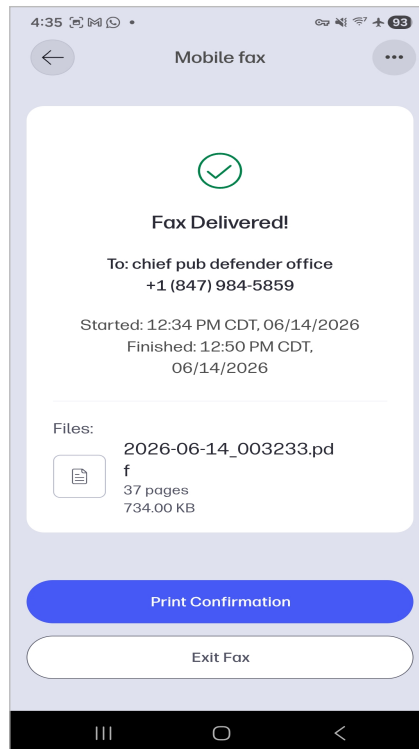 4:35
93
Mobile fax
Fax Delivered!
To: chief pub defender office
+1 (847) 984-5859
Started: 12:34 PM CDT, 06/14/2026
Finished: 12:50 PM CDT,
06/14/2026
Files:
2026-06-14_003233.pd
f
37 pages
734.00 KB
Print Confirmation
Exit Fax